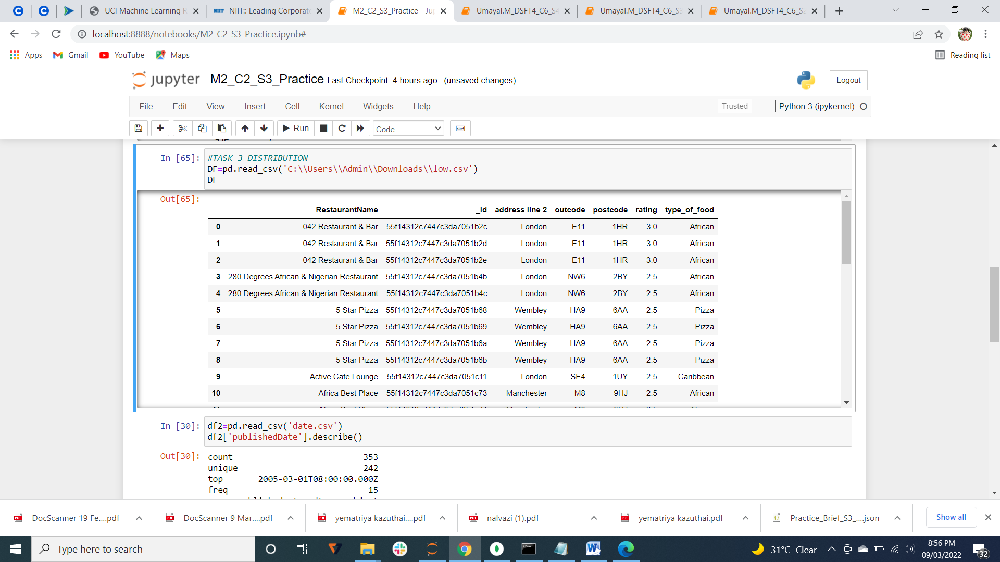 UCI Machine Learning R
NIIT:: Leading Corporate
M2_C2_S3_Practice - Ju
Umayal.M_DSFT4_C6_S4
Umayal.M_DSFT4_C6_S3
Umayal.M_DSFT4_C6_S2
localhost:8888/notebooks/M2_C2_S3_Practice.ipynb#
Apps Gmail YouTube Maps Reading list
jupyter M2_C2_S3_Practice Last Checkpoint: 4 hours ago (unsaved changes) Logout
File Edit View Insert Cell Kernel Widgets Help Trusted Python 3 (ipykernel)
Run Code
In [65]: #TASK 3 DISTRIBUTION
DF=pd.read_csv('C:\\Users\\Admin\\Downloads\\low.csv')
DF
Out[65]:
RestaurantName _id address line 2 outcode postcode rating type_of_food
0 042 Restaurant & Bar 55f14312c7447c3da7051b2c London E11 1HR 3.0 African
1 042 Restaurant & Bar 55f14312c7447c3da7051b2d London E11 1HR 3.0 African
2 042 Restaurant & Bar 55f14312c7447c3da7051b2e London E11 1HR 3.0 African
3 280 Degrees African & Nigerian Restaurant 55f14312c7447c3da7051b4b London NW6 2BY 2.5 African
4 280 Degrees African & Nigerian Restaurant 55f14312c7447c3da7051b4c London NW6 2BY 2.5 African
5 5 Star Pizza 55f14312c7447c3da7051b68 Wembley HA9 6AA 2.5 Pizza
6 5 Star Pizza 55f14312c7447c3da7051b69 Wembley HA9 6AA 2.5 Pizza
7 5 Star Pizza 55f14312c7447c3da7051b6a Wembley HA9 6AA 2.5 Pizza
8 5 Star Pizza 55f14312c7447c3da7051b6b Wembley HA9 6AA 2.5 Pizza
9 Active Cafe Lounge 55f14312c7447c3da7051c11 London SE4 1UY 2.5 Caribbean
10 Africa Best Place 55f14312c7447c3da7051c73 Manchester M8 9HJ 2.5 African
In [30]: df2=pd.read_csv('date.csv')
df2['publishedDate'].describe()
Out[30]: count 353
unique 242
top 2005-03-01T08:00:00.000Z
freq 15
DocScanner 19 Fe....pdf
DocScanner 9 Mar....pdf
yematriya kazuthai....pdf
nalvazi (1).pdf
yematriya kazuthai.pdf
Practice_Brief_S3_....json
Show all
Type here to search
31°C Clear
8:56 PM
09/03/2022
32